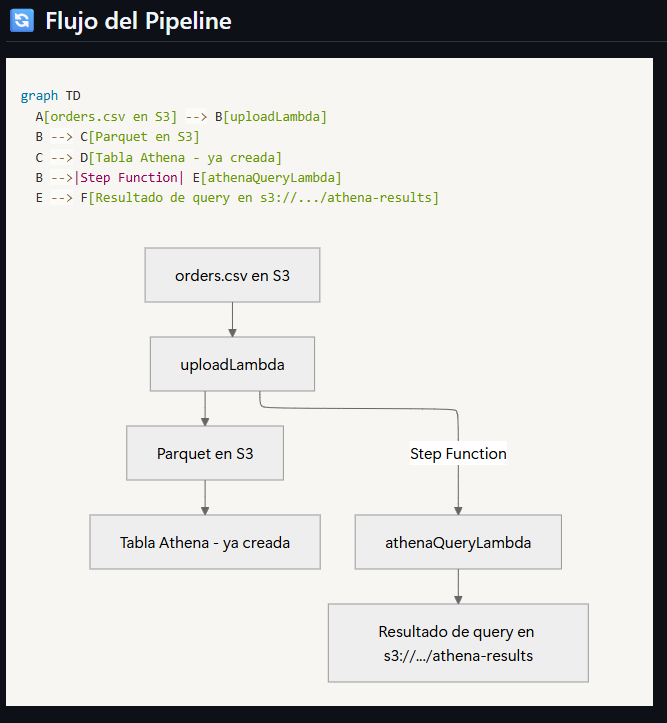 Flujo del Pipeline
graph TD
A[orders.csv en S3] --> B[uploadLambda]
B --> C[Parquet en S3]
C --> D[Tabla Athena - ya creada]
B -->|Step Function| E[athenaQueryLambda]
E --> F[Resultado de query en s3://.../athena-results]
orders.csv en S3
uploadLambda
Parquet en S3
Step Function
Tabla Athena - ya creada
athenaQueryLambda
Resultado de query en
s3://.../athena-results